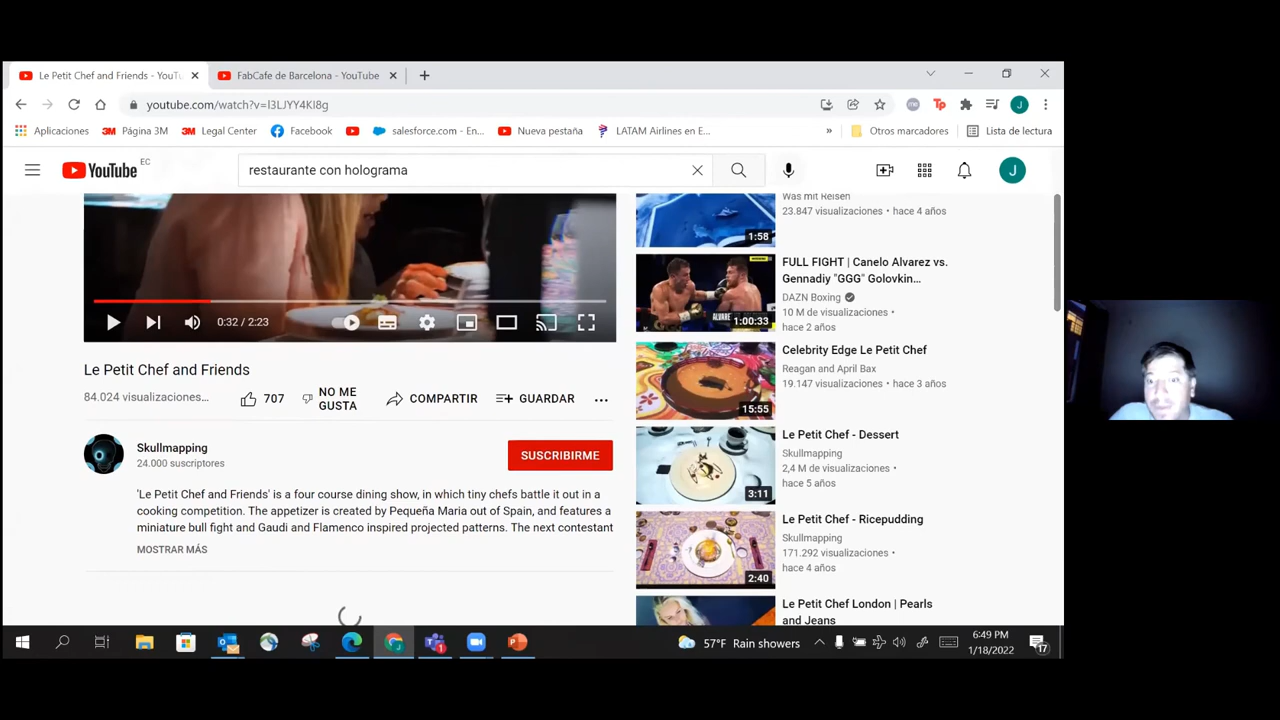 Le Petit Chef and Friends - YouTu
FabCafe de Barcelona - YouTube
youtube.com/watch?v=l3LJYY4Kl8g
Aplicaciones
3M Página 3M
3M Legal Center
Facebook
salesforce.com - En...
Nueva pestaña
LATAM Airlines en E...
»
Otros marcadores
Lista de lectura
YouTube EC
restaurante con holograma
J
Was mit Reisen
23.847 visualizaciones • hace 4 años
1:58
FULL FIGHT | Canelo Alvarez vs.
Gennadiy "GGG" Golovkin...
DAZN Boxing
10 M de visualizaciones •
hace 2 años
1:00:33
0:32 / 2:23
Celebrity Edge Le Petit Chef
Reagan and April Bax
19.147 visualizaciones • hace 3 años
15:55
Le Petit Chef and Friends
84.024 visualizaciones...
707
NO ME
GUSTA
COMPARTIR
GUARDAR
...
Le Petit Chef - Dessert
Skullmapping
2,4 M de visualizaciones •
hace 5 años
3:11
Skullmapping
24.000 suscriptores
SUSCRIBIRME
'Le Petit Chef and Friends' is a four course dining show, in which tiny chefs battle it out in a
cooking competition. The appetizer is created by Pequeña Maria out of Spain, and features a
miniature bull fight and Gaudi and Flamenco inspired projected patterns. The next contestant
MOSTRAR MÁS
Le Petit Chef - Ricepudding
Skullmapping
171.292 visualizaciones •
hace 4 años
2:40
Le Petit Chef London | Pearls
and Jeans
57°F Rain showers
6:49 PM
1/18/2022
17